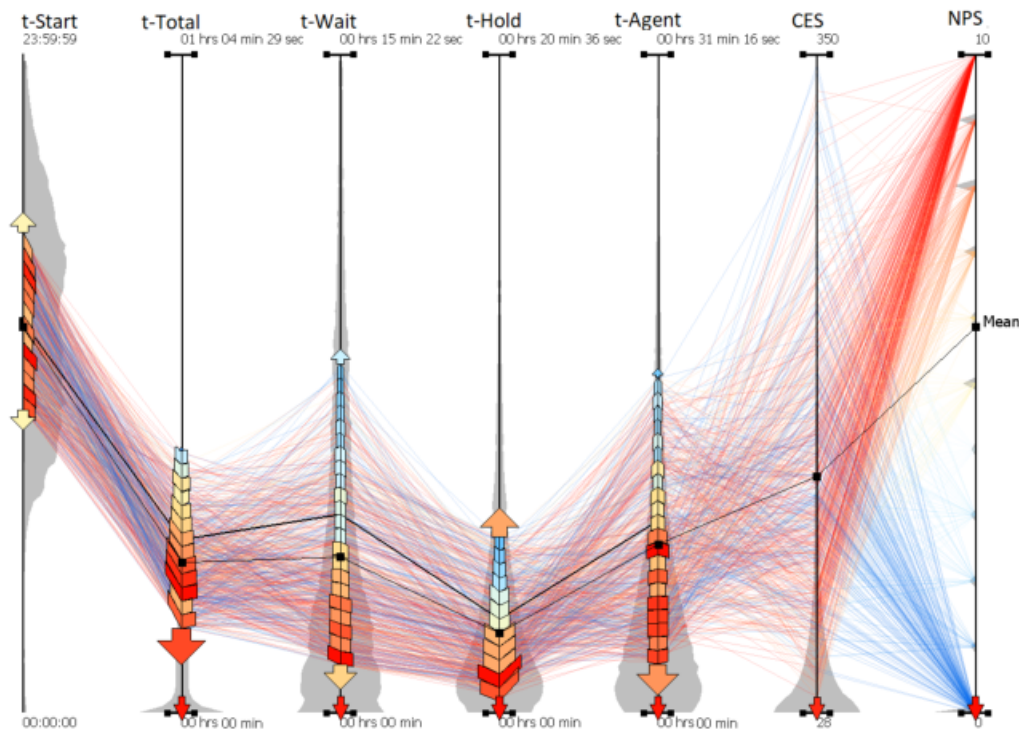 t-Start t-Total t-Wait t-Hold t-Agent CES NPS
23:59:59 01 hrs 04 min 29 sec 00 hrs 15 min 22 sec 00 hrs 20 min 36 sec 00 hrs 31 min 16 sec 350 10
Mean
00:00:00 00 hrs 00 min 00 hrs 00 min 00 hrs 00 min 00 hrs 00 min 28 0